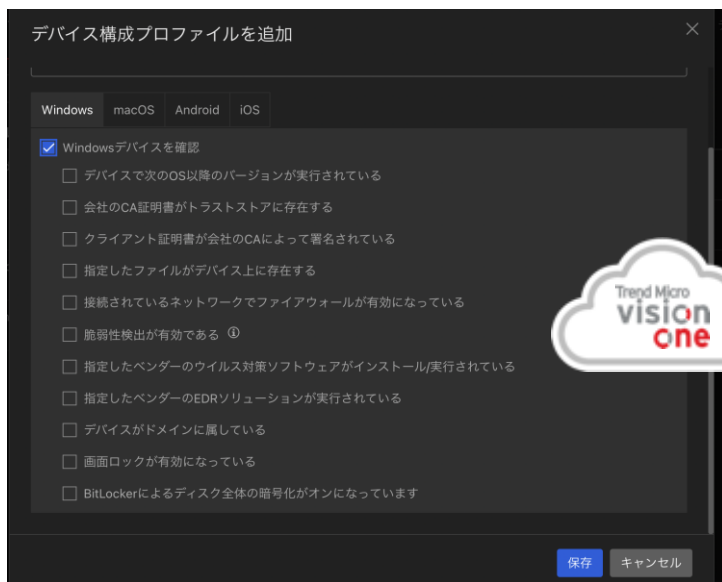 デバイス構成プロファイルを追加
Windows macOS Android iOS
Windowsデバイスを確認
デバイスで次のOS以降のバージョンが実行されている
会社のCA証明書がトラストストアに存在する
クライアント証明書が会社のCAによって署名されている
指定したファイルがデバイス上に存在する
接続されているネットワークでファイアウォールが有効になっている
脆弱性検出が有効である
指定したベンダーのウイルス対策ソフトウェアがインストール/実行されている
指定したベンダーのEDRソリューションが実行されている
デバイスがドメインに属している
画面ロックが有効になっている
BitLockerによるディスク全体の暗号化がオンになっています
Trend Micro
vision
one
保存 キャンセル